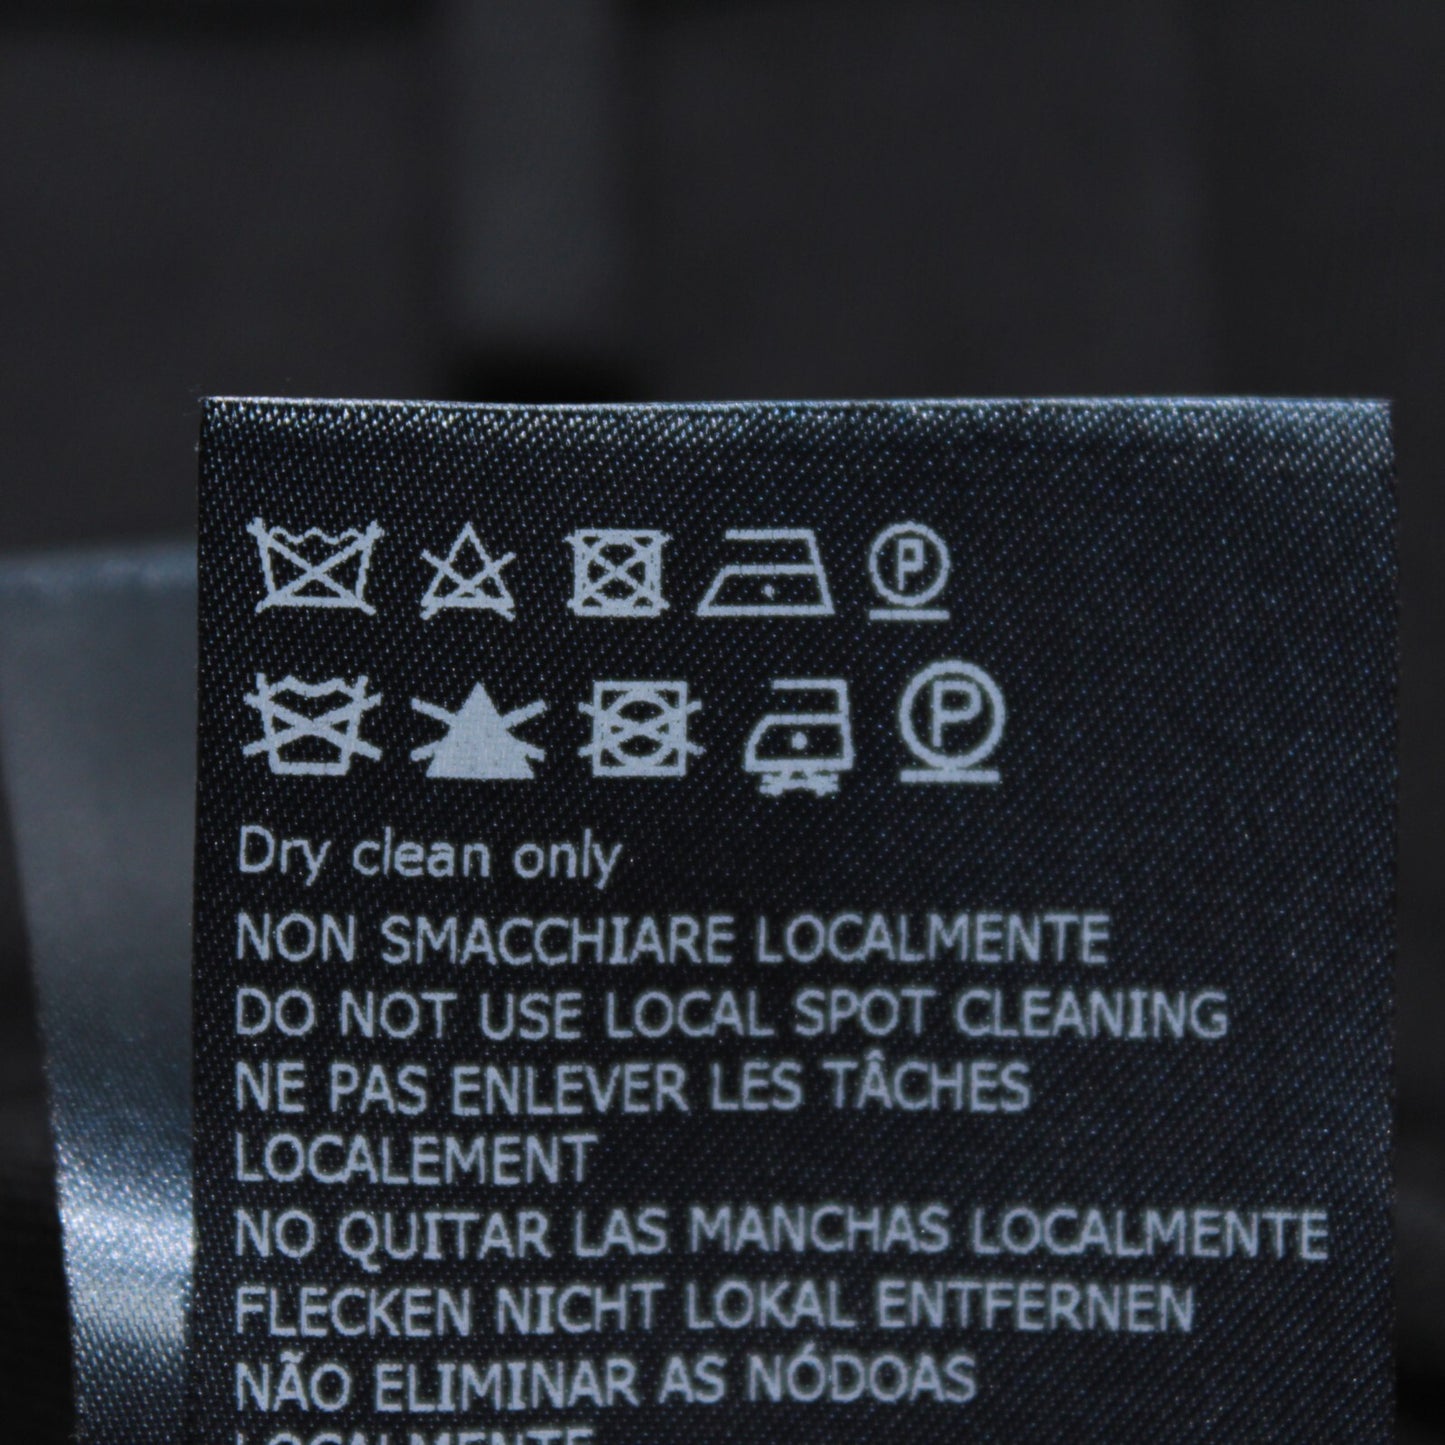 P
P
Dry clean only
NON SMACCHIARE LOCALMENTE
DO NOT USE LOCAL SPOT CLEANING
NE PAS ENLEVER LES TÂCHES
LOCALEMENT
NO QUITAR LAS MANCHAS LOCALMENTE
FLECKEN NICHT LOKAL ENTFERNEN
NÃO ELIMINAR AS NÓDOAS
LOCALMENTE